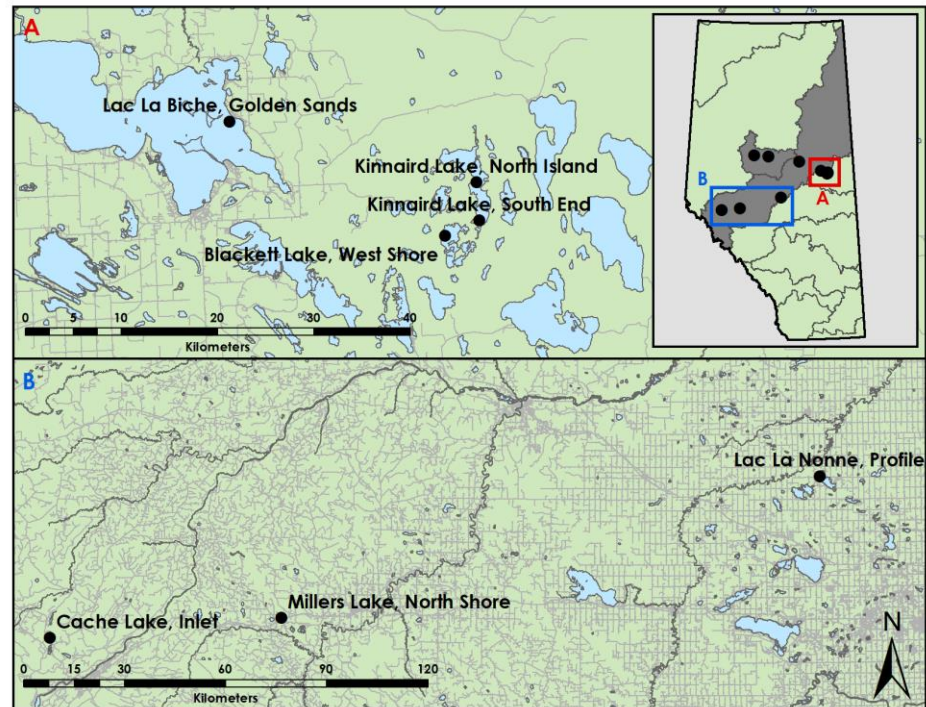 A
Lac La Biche, Golden Sands
Kinnaird Lake, North Island
Kinnaird Lake, South End
Blackett Lake, West Shore
0 5 10 20 30 40
Kilometers
B
A
B
Lac La Nonne, Profile
Millers Lake, North Shore
Cache Lake, Inlet
0 15 30 60 90 120
Kilometers
N